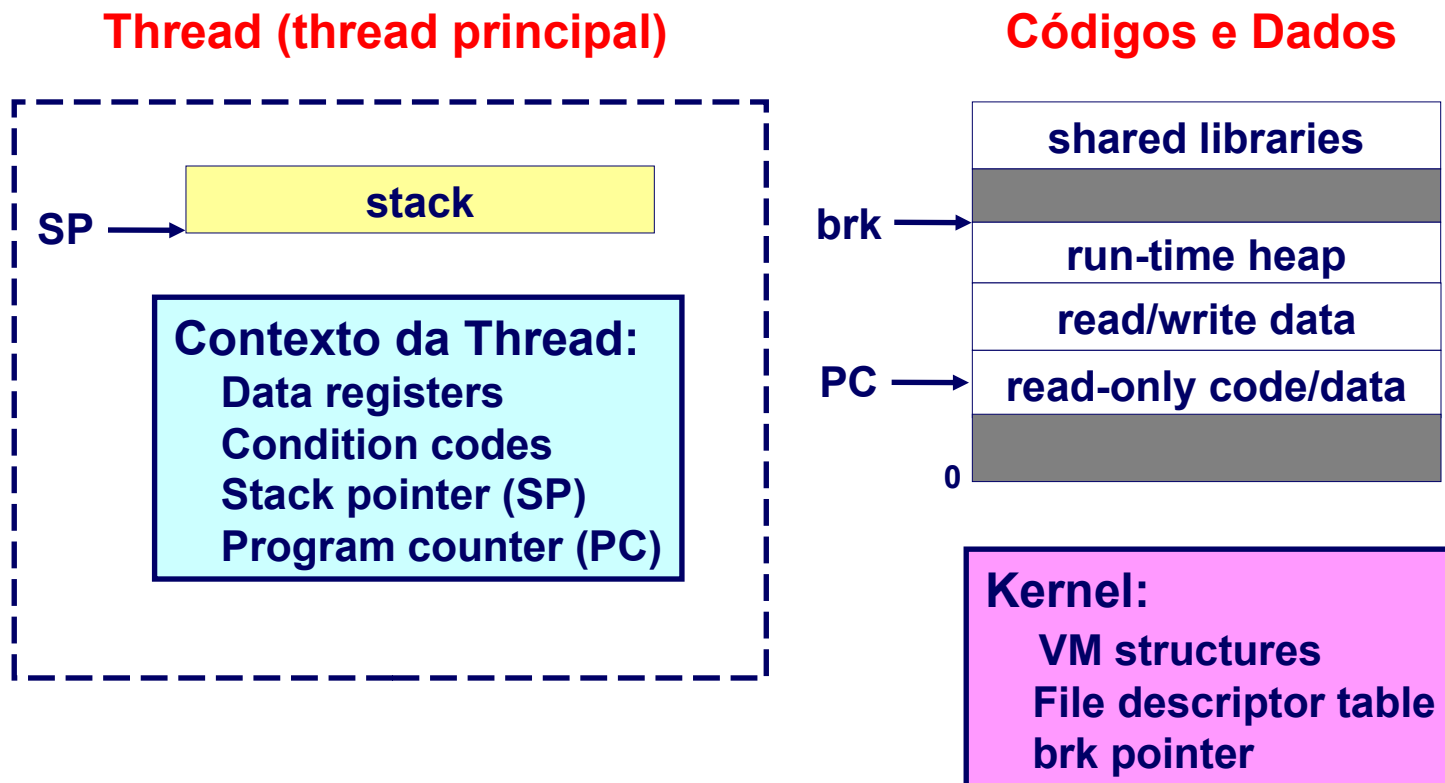 Thread (thread principal)
stack
SP
Contexto da Thread:
Data registers
Condition codes
Stack pointer (SP)
Program counter (PC)
Códigos e Dados
shared libraries
brk
run-time heap
read/write data
PC
read-only code/data
0
Kernel:
VM structures
File descriptor table
brk pointer